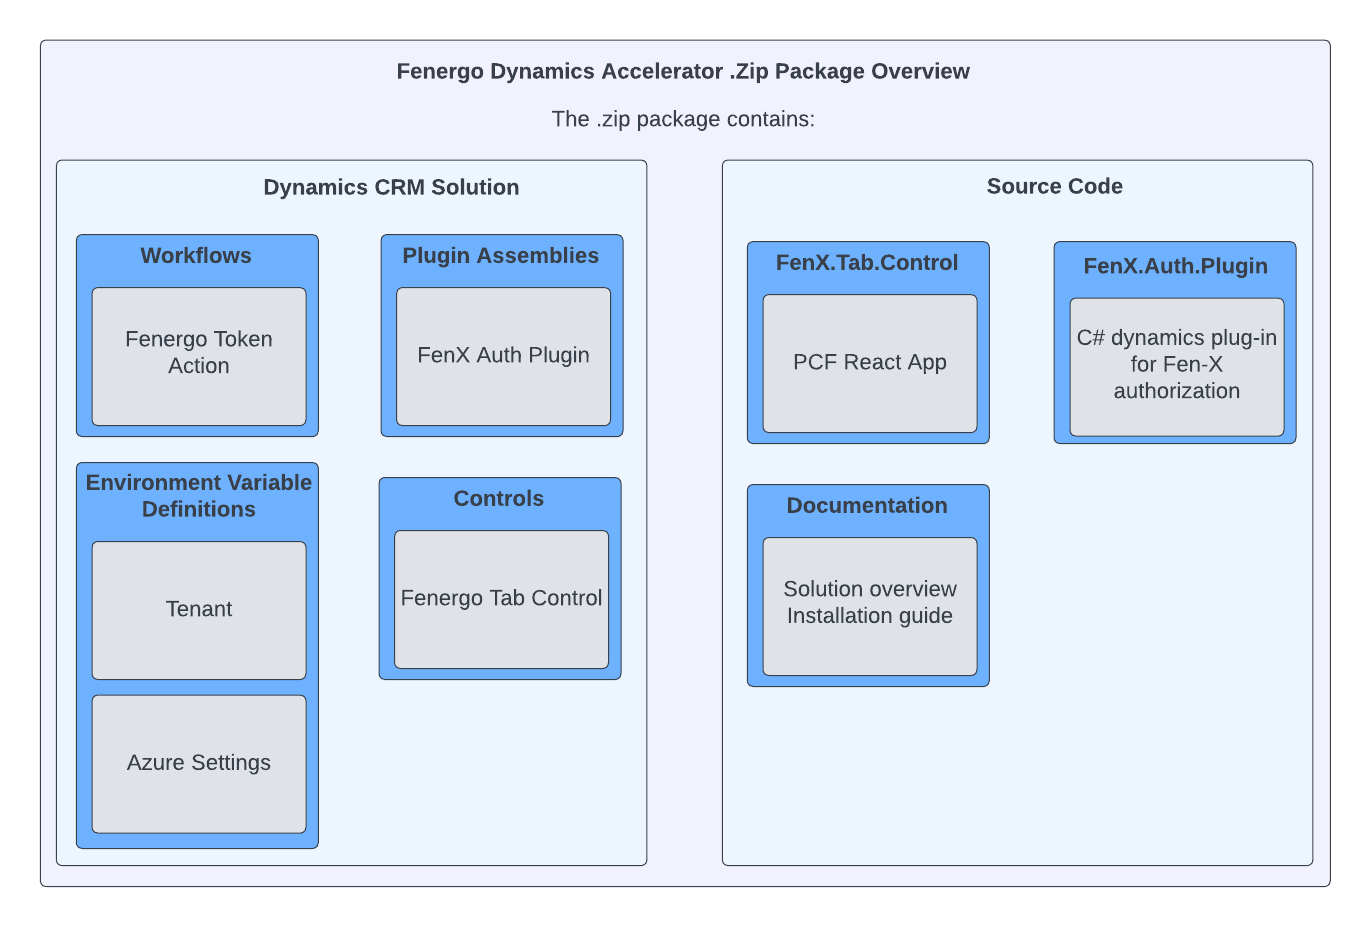 Fenergo Dynamics Accelerator .Zip Package Overview
The .zip package contains:
Dynamics CRM Solution
Workflows
Fenergo Token
Action
Plugin Assemblies
FenX Auth Plugin
Environment Variable
Definitions
Tenant
Azure Settings
Controls
Fenergo Tab Control
Source Code
FenX.Tab.Control
PCF React App
FenX.Auth.Plugin
C# dynamics plug-in
for Fen-X
authorization
Documentation
Solution overview
Installation guide